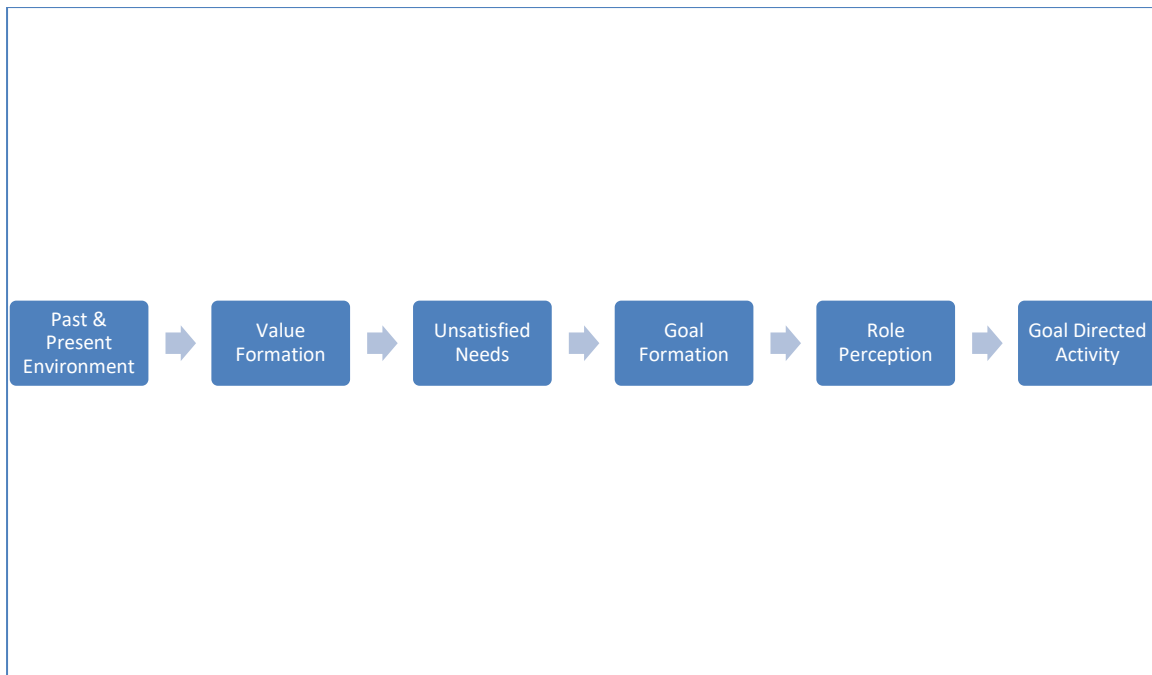 Past &
Present
Environment
Value
Formation
Unsatisfied
Needs
Goal
Formation
Role
Perception
Goal Directed
Activity